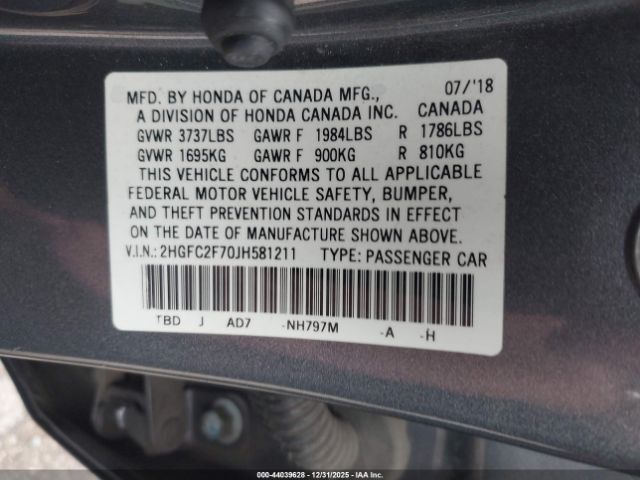 07/'18
MFD. BY HONDA OF CANADA MFG.,
A DIVISION OF HONDA CANADA INC. CANADA
GVWR 3737LBS GAWR F 1984LBS R 1786LBS
GVWR 1695KG GAWR F 900KG R 810KG
THIS VEHICLE CONFORMS TO ALL APPLICABLE
FEDERAL MOTOR VEHICLE SAFETY, BUMPER,
AND THEFT PREVENTION STANDARDS IN EFFECT
ON THE DATE OF MANUFACTURE SHOWN ABOVE.
V.I.N.: 2HGFC2F70JH581211 TYPE: PASSENGER CAR
TBD J AD7 -NH797M -A -H
000-44039628 - 12/31/2025 - IAAI.COM